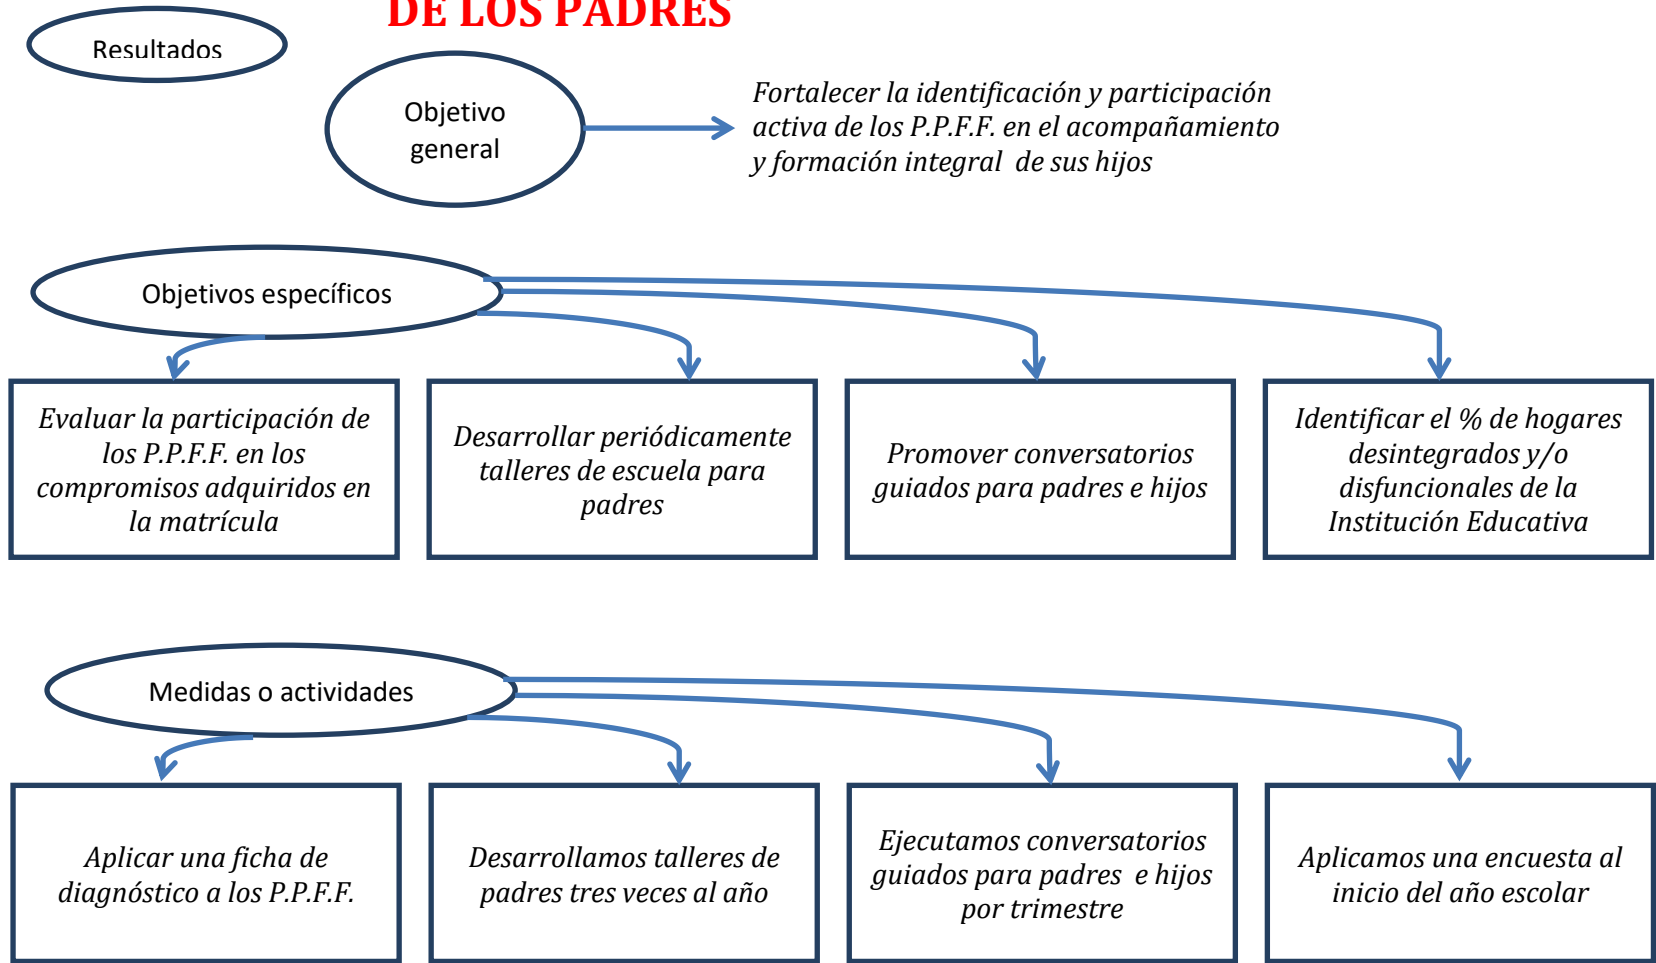 DE LOS PADRES
Resultados
Objetivo
general
Fortalecer la identificación y participación
activa de los P.P.F.F. en el acompañamiento
y formación integral de sus hijos
Objetivos específicos
Evaluar la participación de
los P.P.F.F. en los
compromisos adquiridos en
la matrícula
Desarrollar periódicamente
talleres de escuela para
padres
Promover conversatorios
guiados para padres e hijos
Identificar el % de hogares
desintegrados y/o
disfuncionales de la
Institución Educativa
Medidas o actividades
Aplicar una ficha de
diagnóstico a los P.P.F.F.
Desarrollamos talleres de
padres tres veces al año
Ejecutamos conversatorios
guiados para padres e hijos
por trimestre
Aplicamos una encuesta al
inicio del año escolar